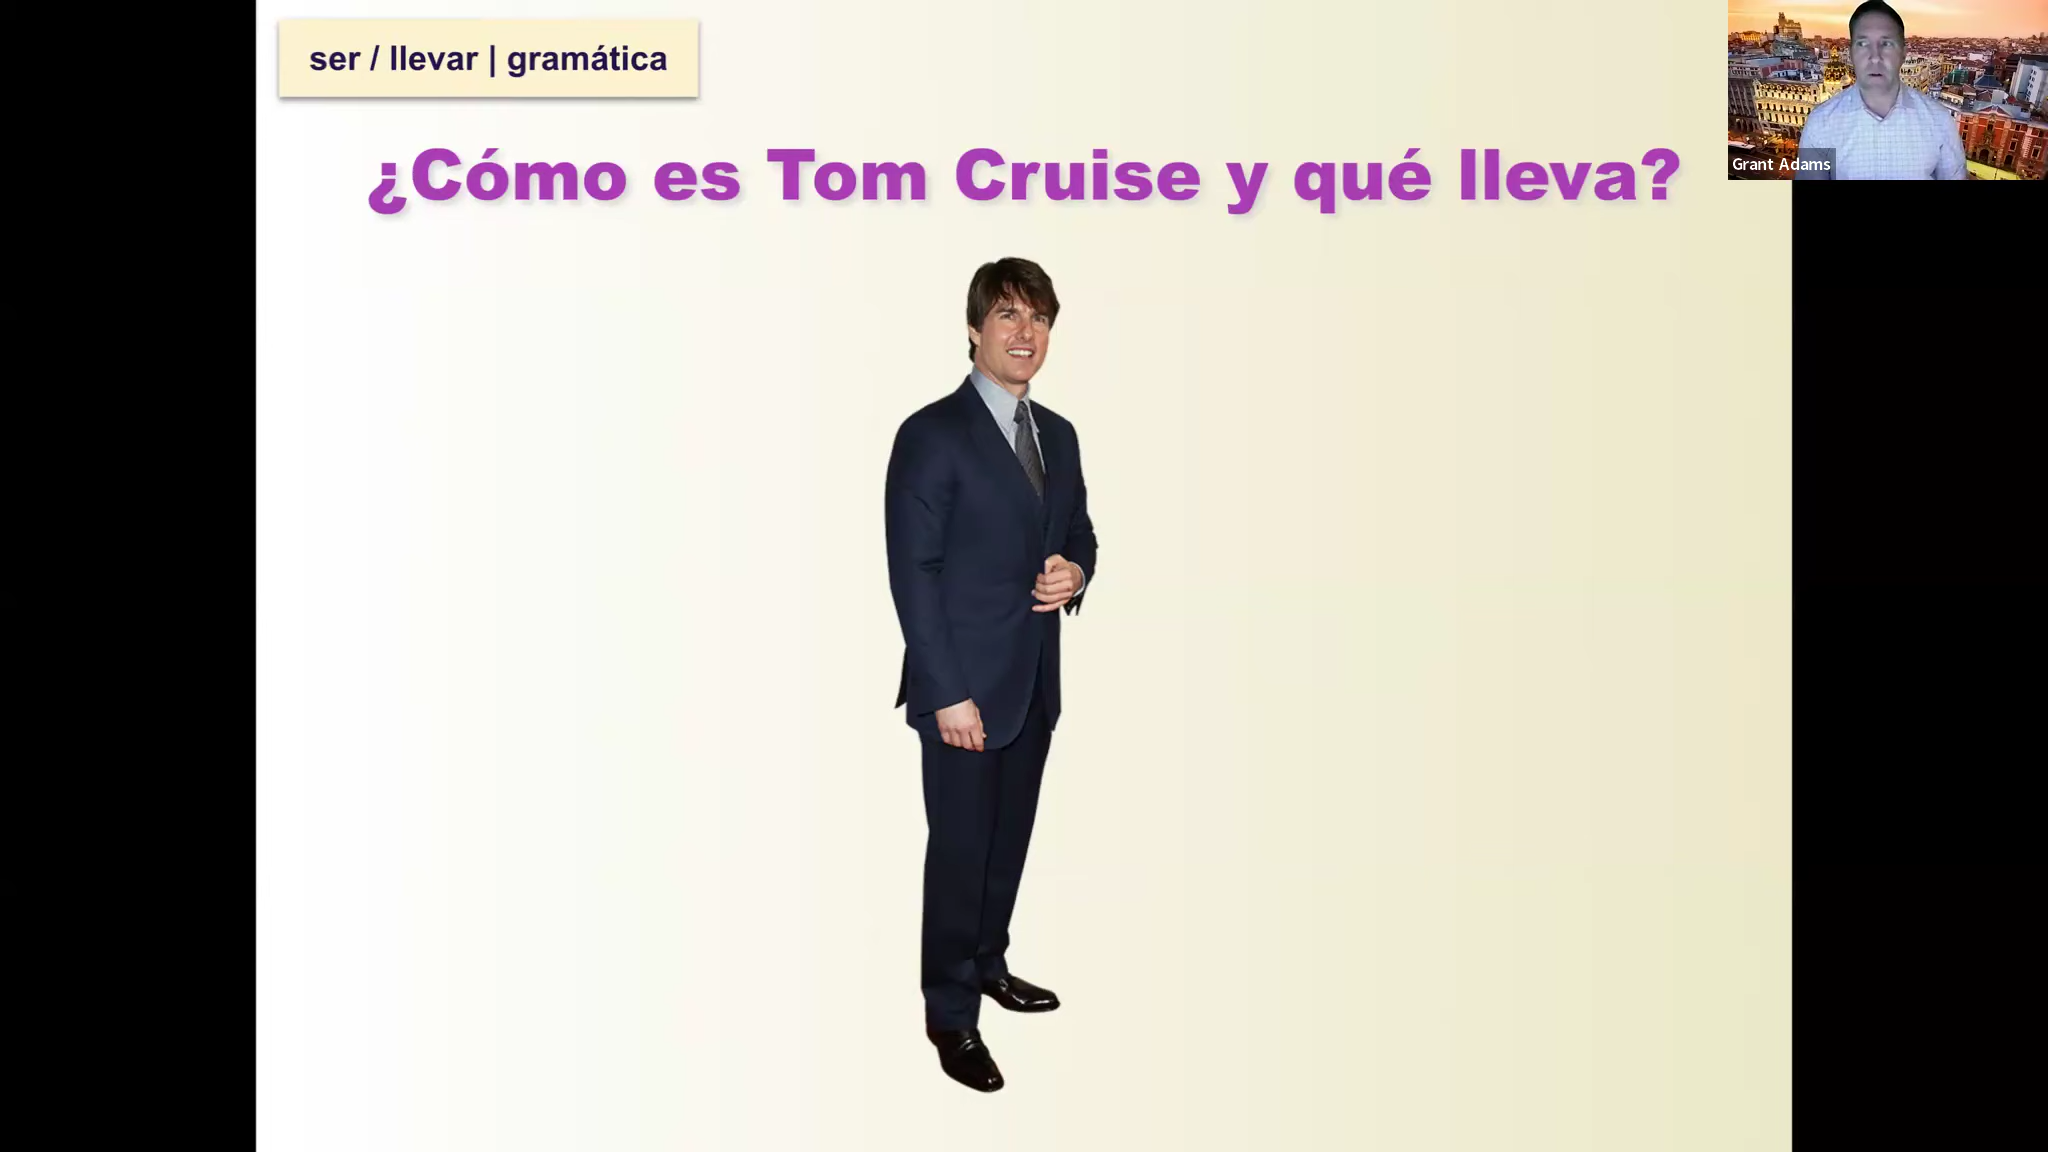 ser / llevar | gramática
¿Cómo es Tom Cruise y qué lleva?
Grant Adams